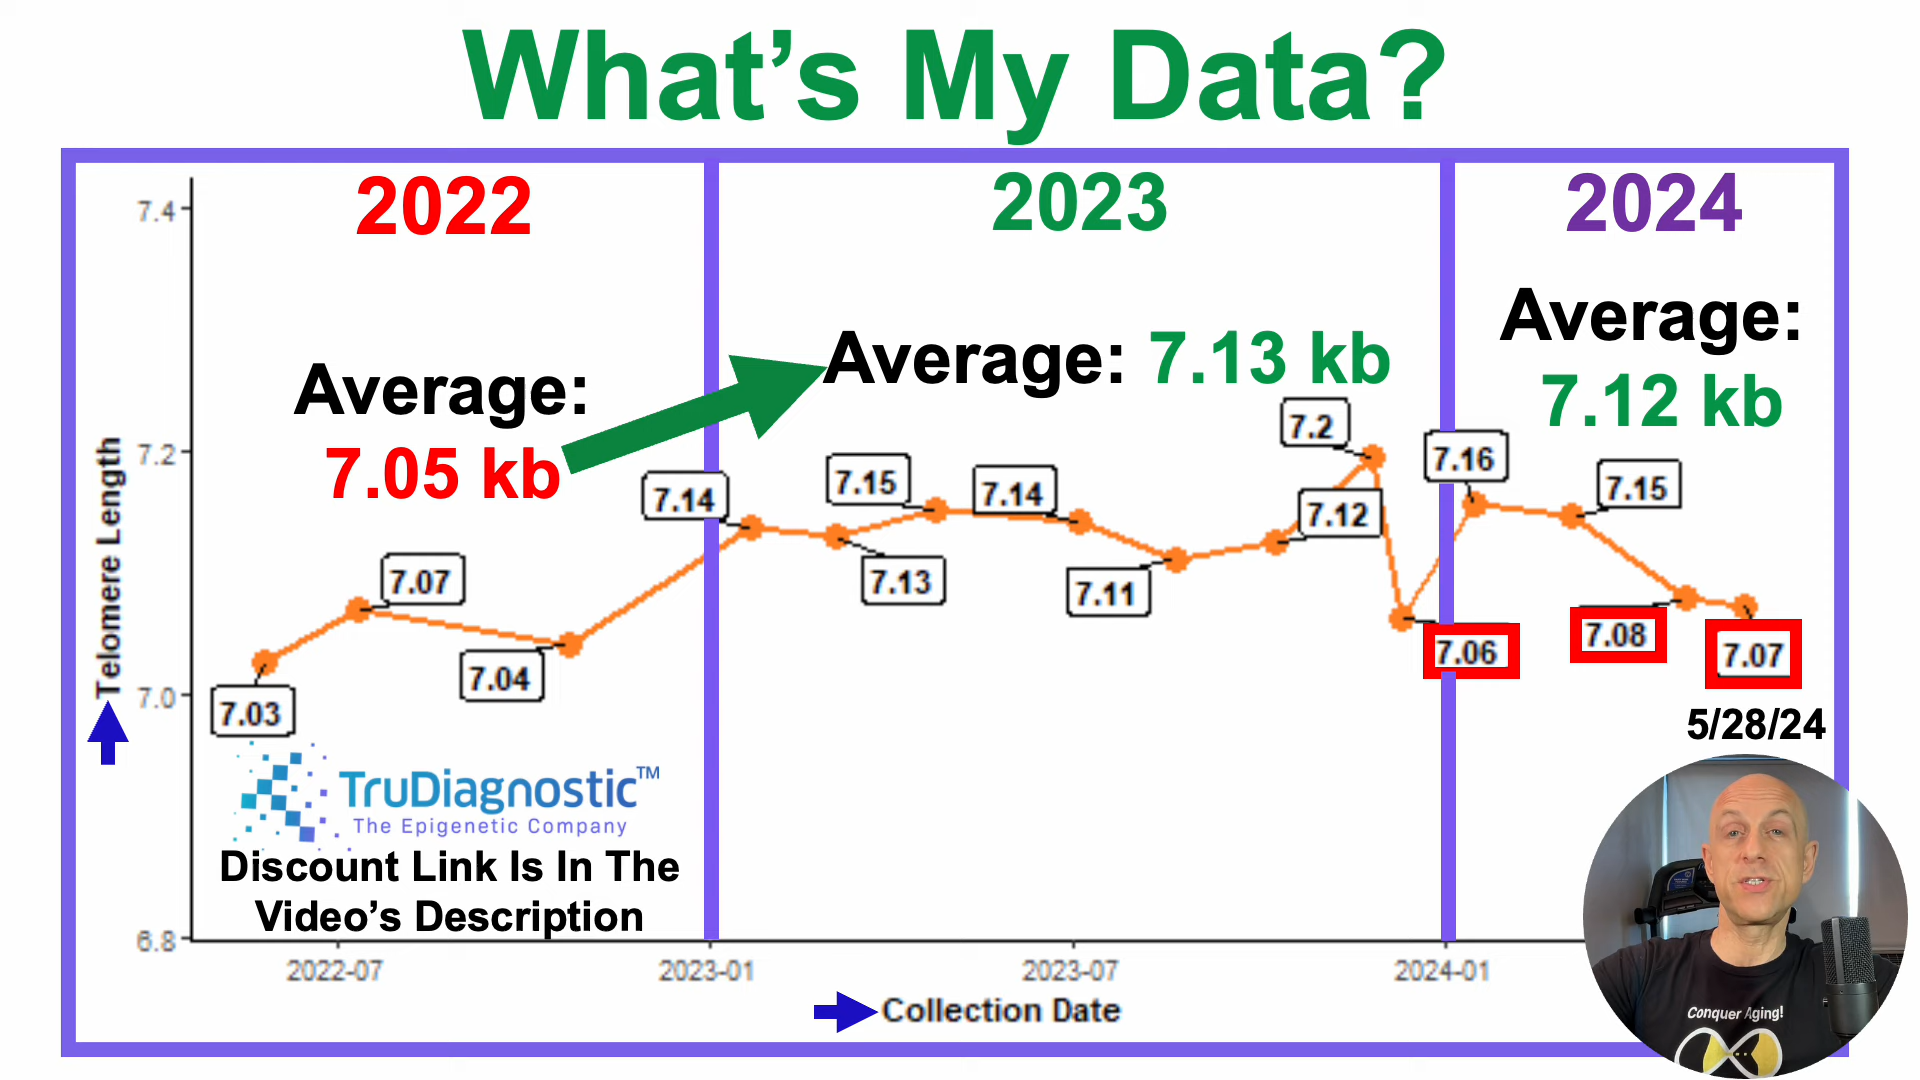 What's My Data?
2022
2023
2024
Average:
7.05 kb
Average: 7.13 kb
Average:
7.12 kb
7.4
7.2
7.0
6.8
Telomere Length
7.03
7.07
7.04
7.14
7.13
7.15
7.14
7.11
7.12
7.2
7.06
7.16
7.15
7.08
7.07
5/28/24
TruDiagnostic™
The Epigenetic Company
Discount Link Is In The
Video's Description
2022-07
2023-01
2023-07
2024-01
Collection Date
Conquer Aging!